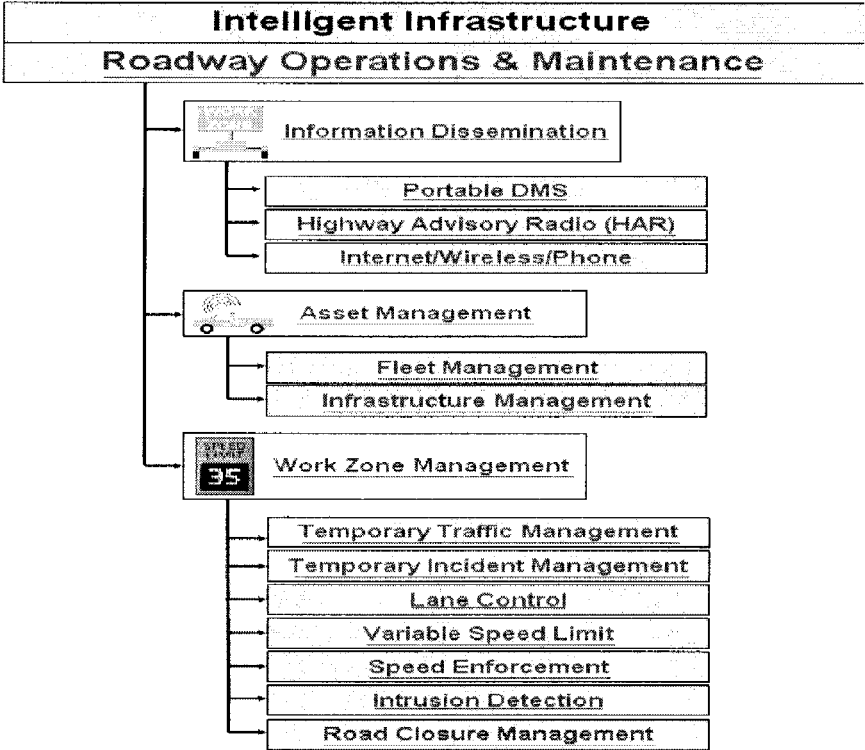 Intelligent Infrastructure
Roadway Operations & Maintenance
Information Dissemination
Portable DMS
Highway Advisory Radio (HAR)
Internet/Wireless/Phone
Asset Management
Fleet Management
Infrastructure Management
SPEED
LIMIT
35
Work Zone Management
Temporary Traffic Management
Temporary Incident Management
Lane Control
Variable Speed Limit
Speed Enforcement
Intrusion Detection
Road Closure Management